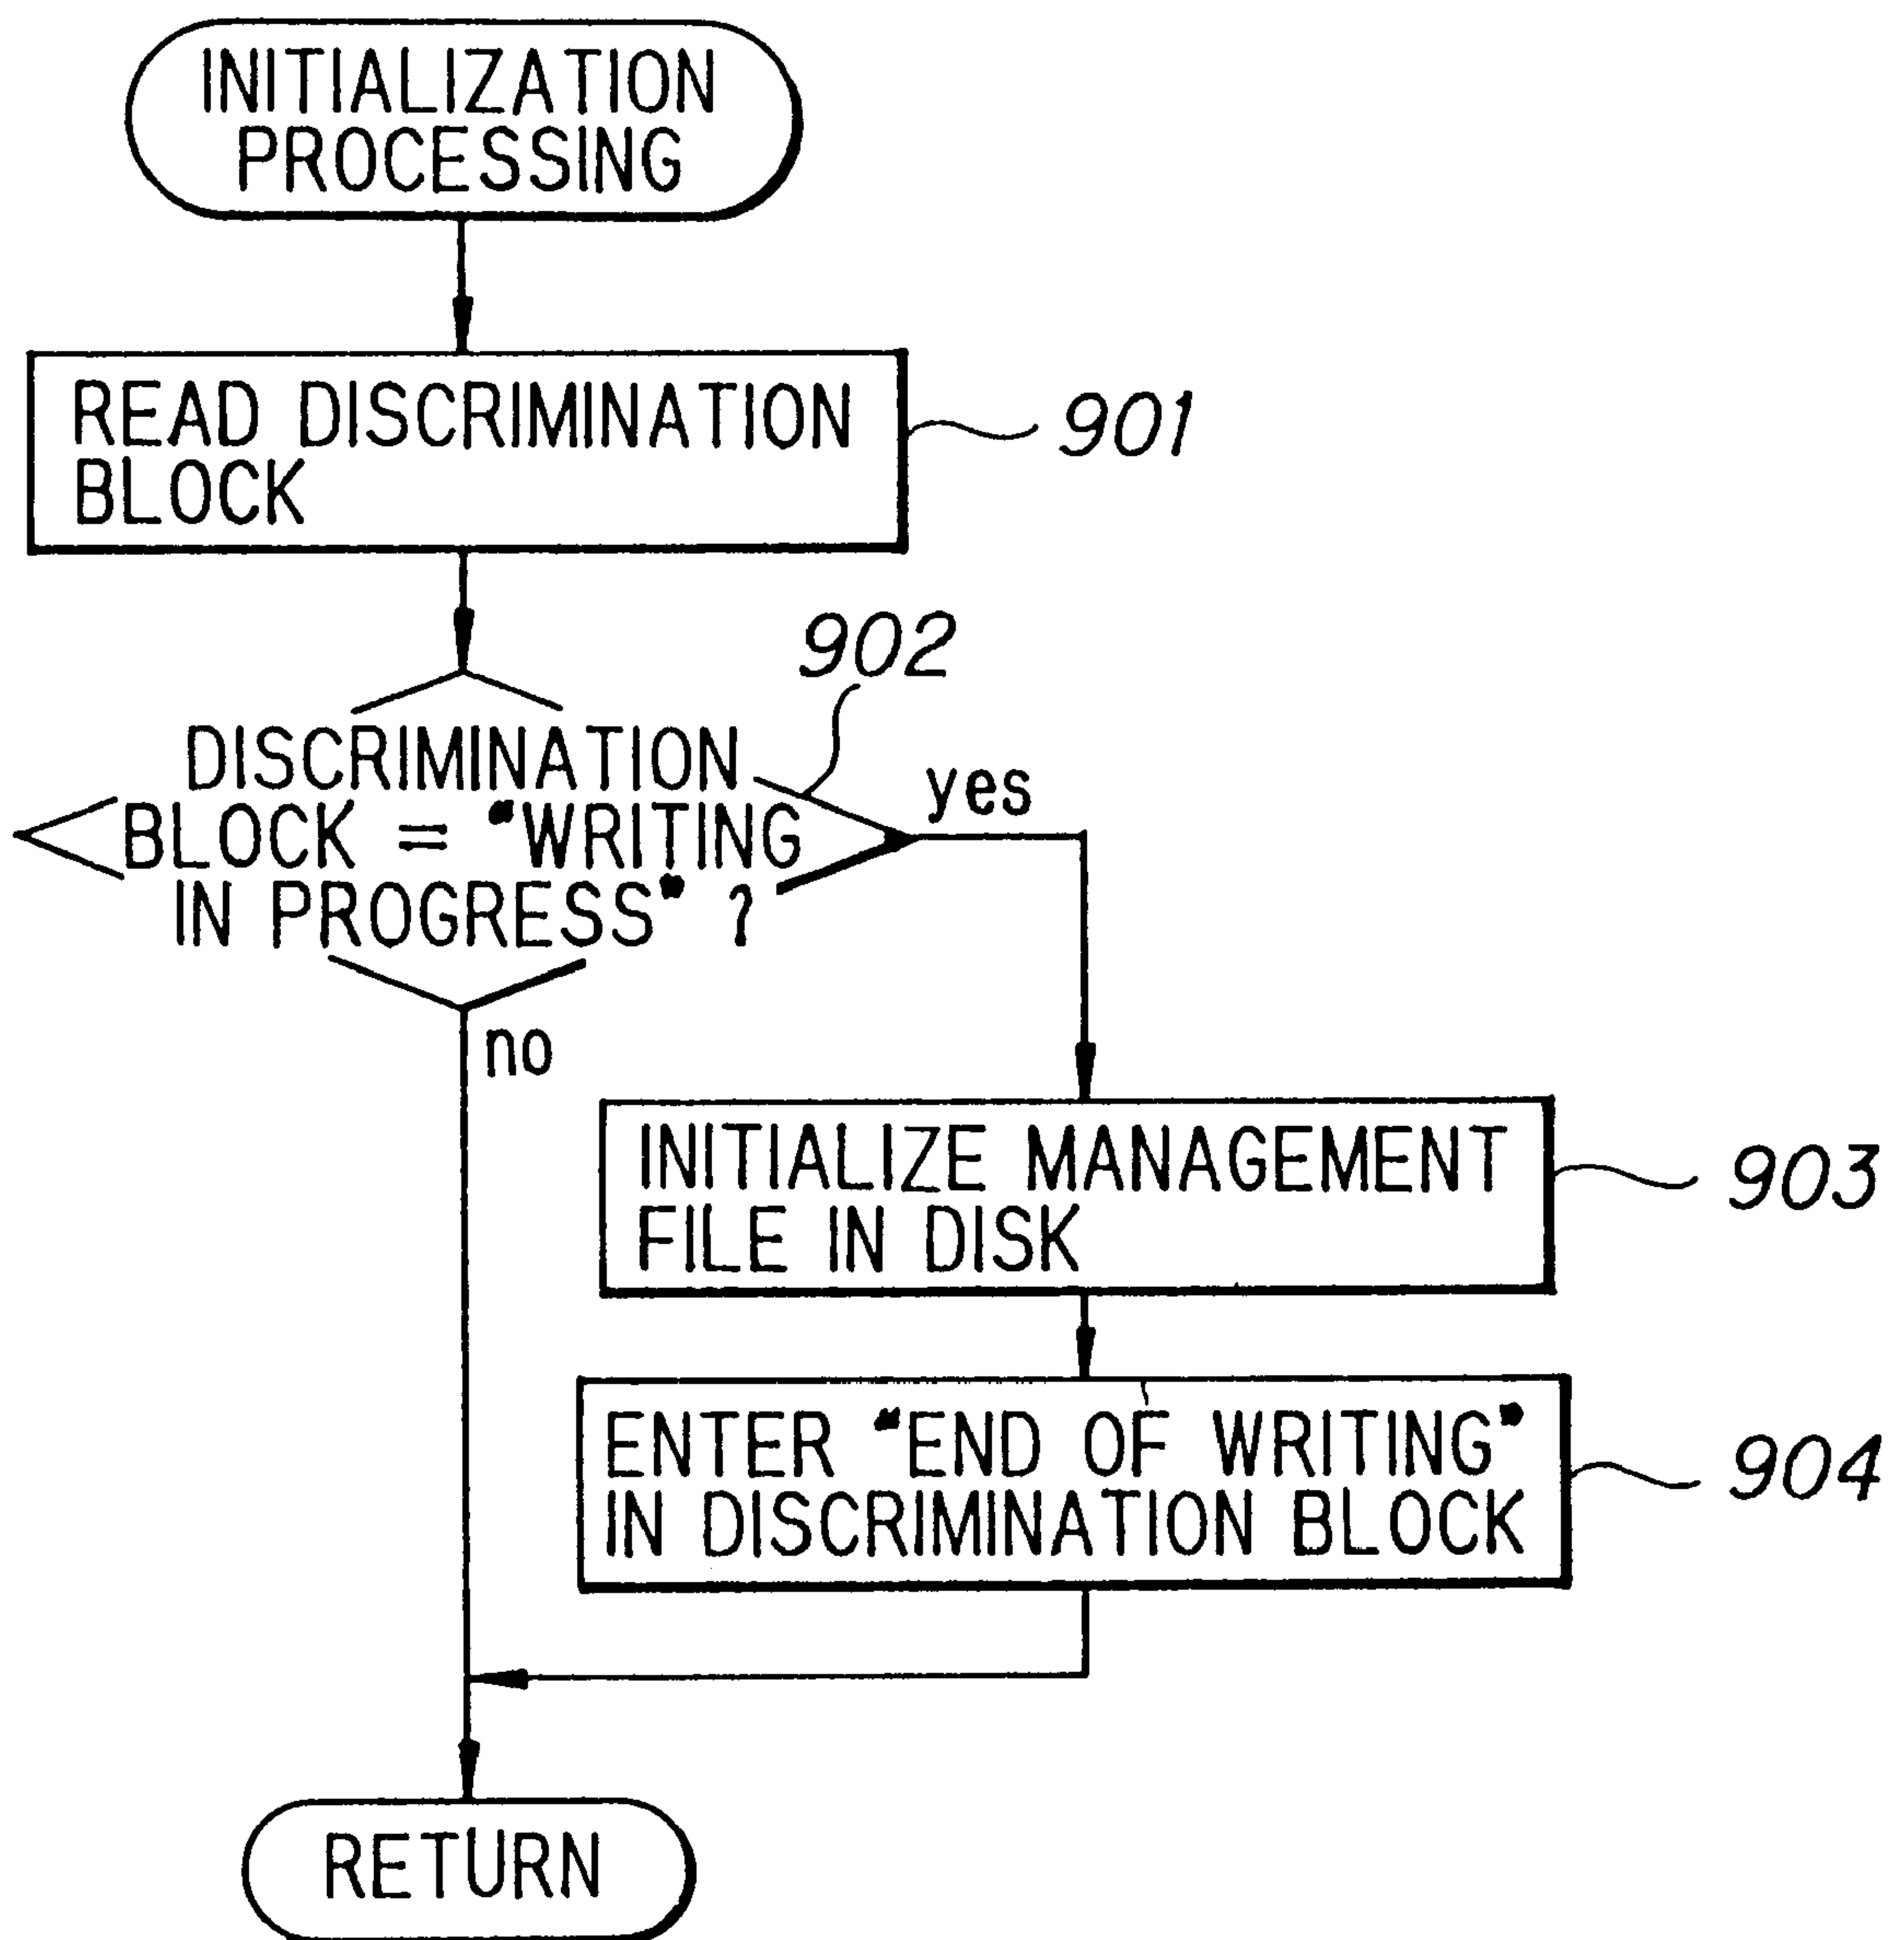 INITIALIZATION
PROCESSING
READ DISCRIMINATION
BLOCK
901
902
DISCRIMINATION
BLOCK = "WRITING
IN PROGRESS" ?
yes
no
INITIALIZE MANAGEMENT
FILE IN DISK
903
ENTER "END OF WRITING"
IN DISCRIMINATION BLOCK
904
RETURN